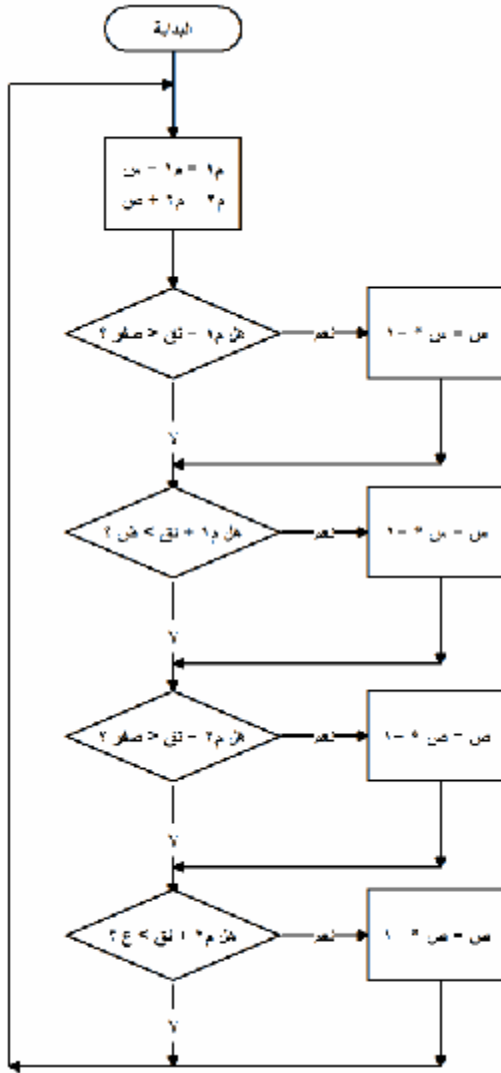 البداية
م١ = م١ + س
م٢ = م٢ + ص
هل م١ - نق < صفر ؟
نعم
س = س * -١
لا
هل م١ + نق > ض ؟
نعم
س = س * -١
لا
هل م٢ - نق < صفر ؟
نعم
ص = ص * -١
لا
هل م٢ + نق > ع ؟
نعم
ص = ص * -١
لا